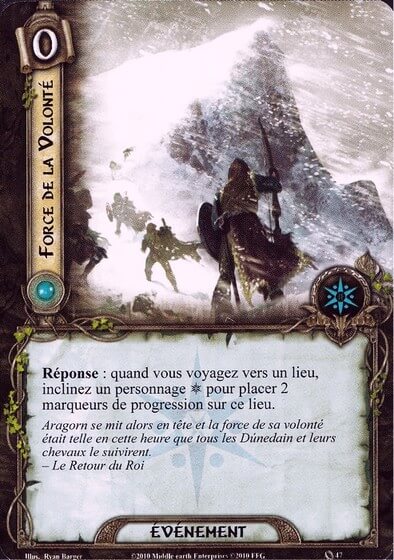 0
FORCE DE LA VOLONTÉ
Réponse : quand vous voyagez vers un lieu,
inclinez un personnage pour placer 2
marqueurs de progression sur ce lieu.
Aragorn se mit alors en tête et la force de sa volonté
était telle en cette heure que tous les Dúnedain et leurs
chevaux le suivirent.
– Le Retour du Roi
ÉVÉNEMENT
Illus. Ryan Barger ©2010 Middle earth Enterprises ©2010 FFG 47